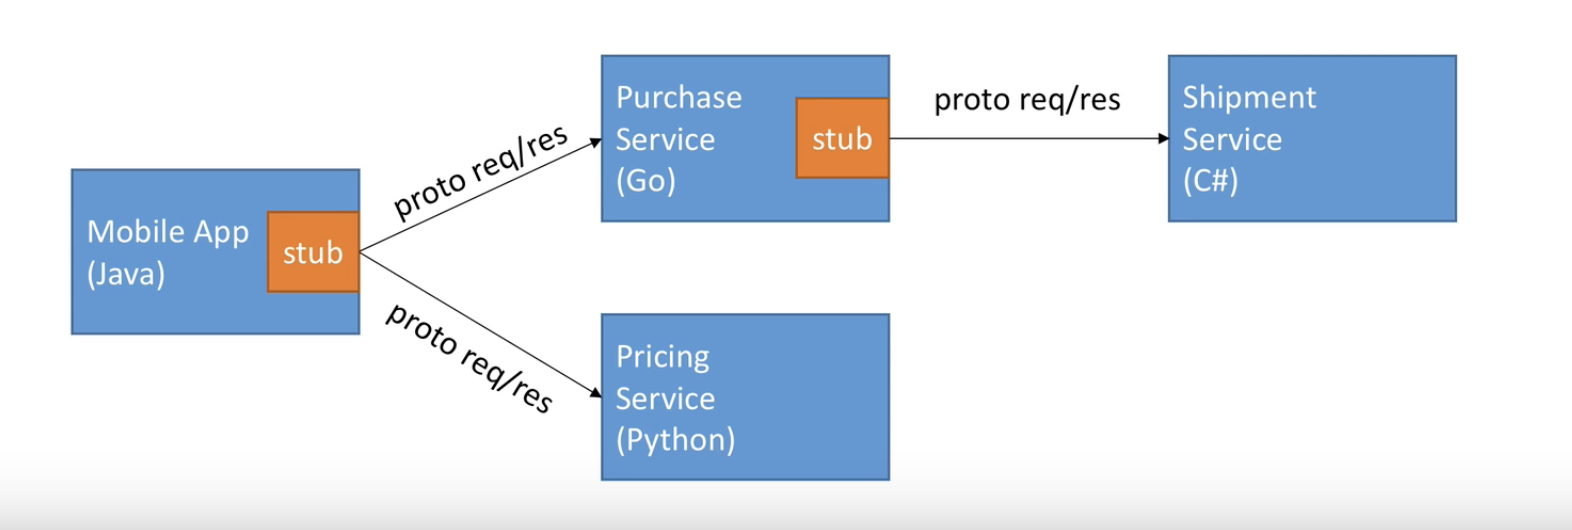 Mobile App
(Java)
stub
proto req/res
proto req/res
Purchase
Service
(Go)
stub
proto req/res
Shipment
Service
(C#)
Pricing
Service
(Python)